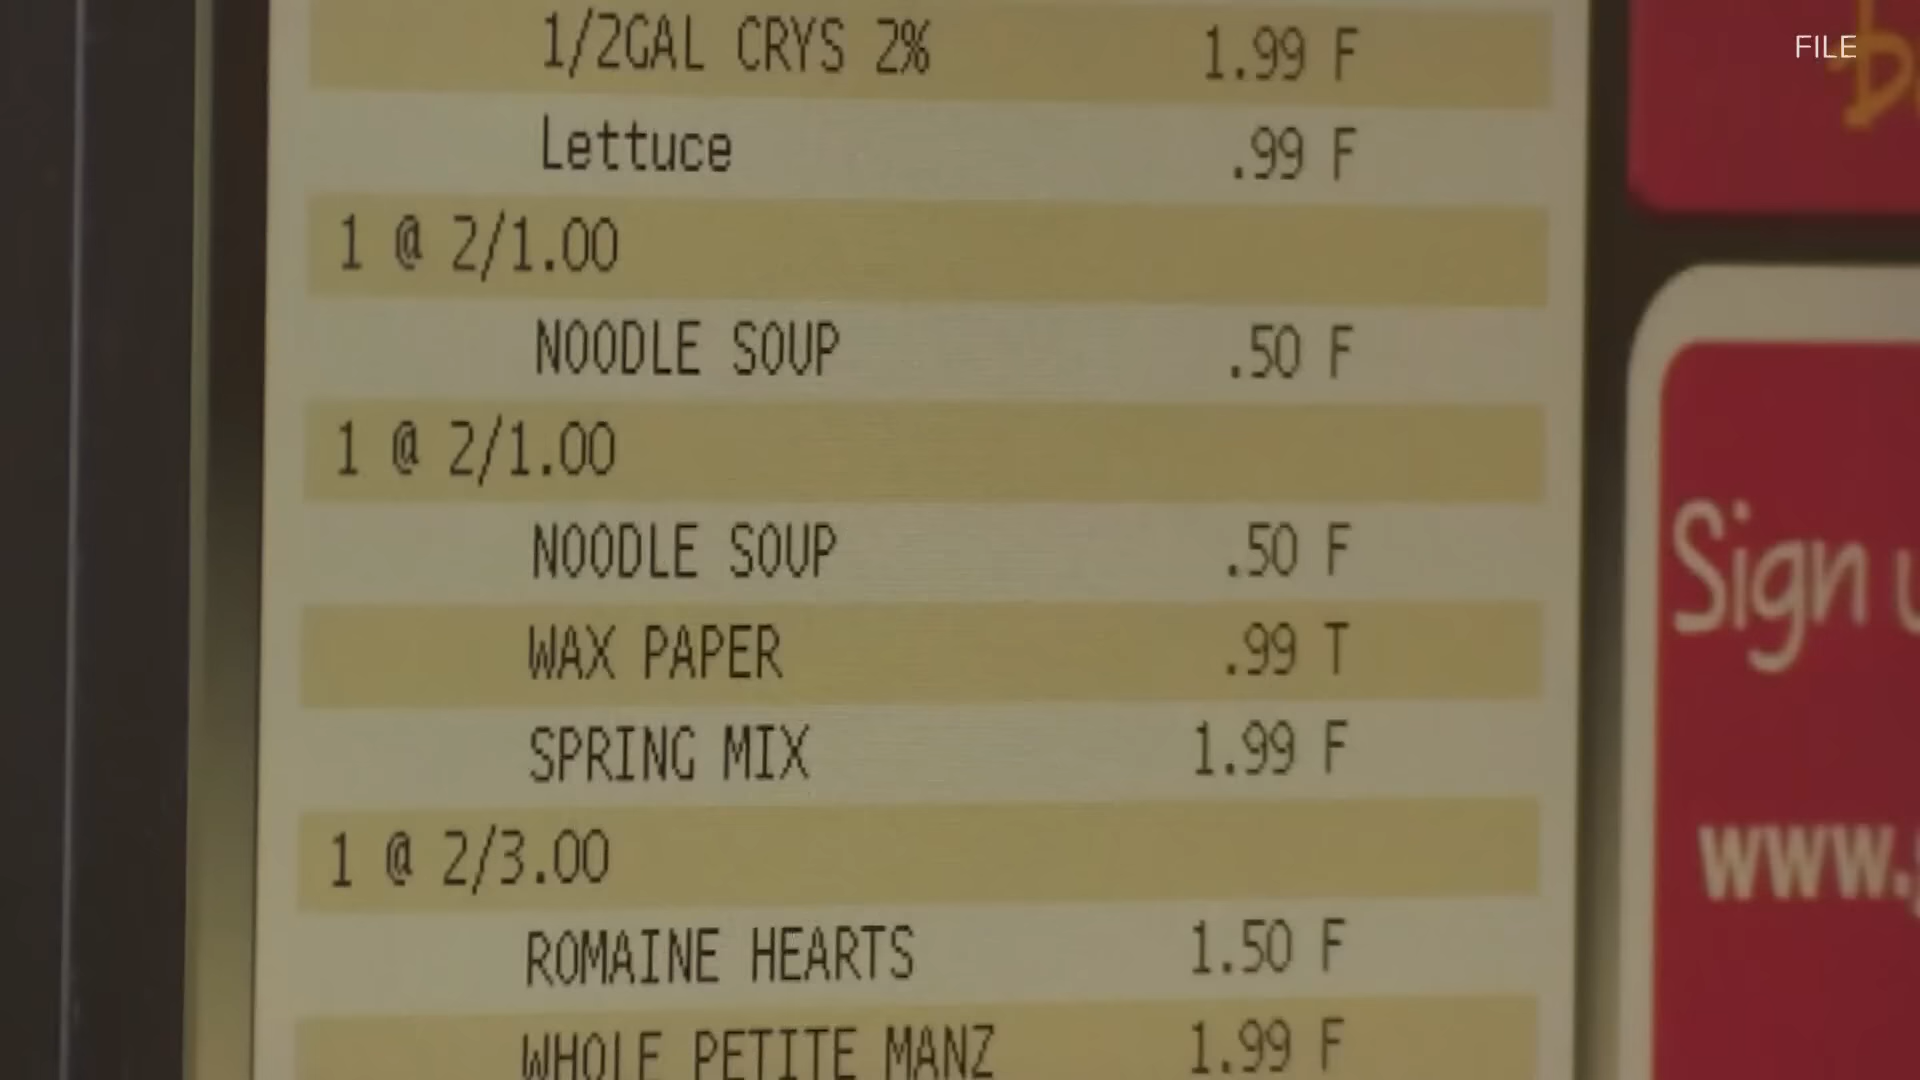 FILE
1/2GAL CRYS 2% 1.99 F
Lettuce .99 F
1 @ 2/1.00
NOODLE SOUP .50 F
1 @ 2/1.00
NOODLE SOUP .50 F
WAX PAPER .99 T
SPRING MIX 1.99 F
1 @ 2/3.00
ROMAINE HEARTS 1.50 F
WHOLE PETITE MANZ 1.99 F
Sign
www.